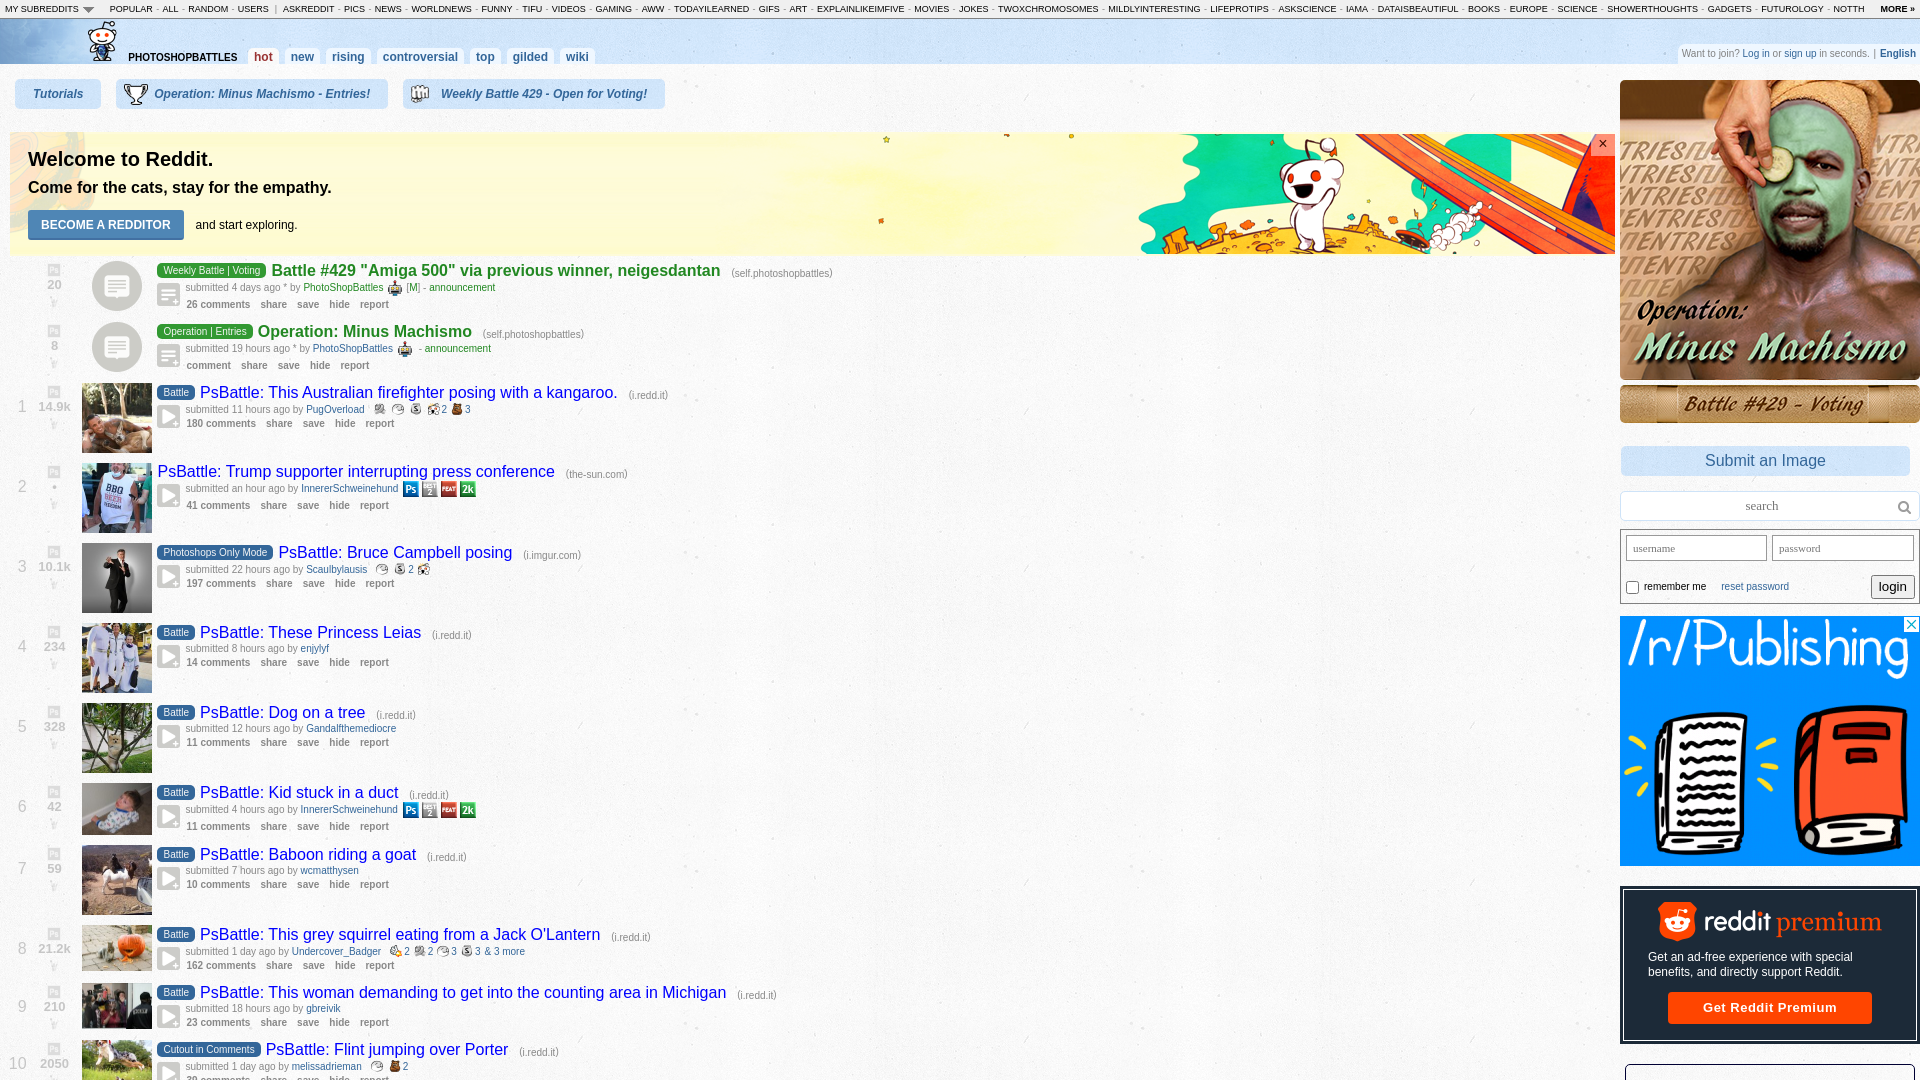 MY SUBREDDITS POPULAR - ALL - RANDOM - USERS | ASKREDDIT - PICS - NEWS - WORLDNEWS - FUNNY - TIFU - VIDEOS - GAMING - AWW - TODAYILEARNED - GIFS - ART - EXPLAINLIKEIMFIVE - MOVIES - JOKES - TWOXCHROMOSOMES - MILDLYINTERESTING - LIFEPROTIPS - ASKSCIENCE - IAMA - DATAISBEAUTIFUL - BOOKS - EUROPE - SCIENCE - SHOWERTHOUGHTS - GADGETS - FUTUROLOGY - NOTTH MORE »
PHOTOSHOPBATTLES hot new rising controversial top gilded wiki
Want to join? Log in or sign up in seconds. | English
Tutorials Operation: Minus Machismo - Entries! Weekly Battle 429 - Open for Voting!
Welcome to Reddit.
Come for the cats, stay for the empathy.
BECOME A REDDITOR and start exploring.
×
Weekly Battle | Voting Battle #429 "Amiga 500" via previous winner, neigesdantan (self.photoshopbattles)
20
submitted 4 days ago * by PhotoShopBattles [M] - announcement
26 comments share save hide report
Operation | Entries Operation: Minus Machismo (self.photoshopbattles)
8
submitted 19 hours ago * by PhotoShopBattles - announcement
comment share save hide report
Battle PsBattle: This Australian firefighter posing with a kangaroo. (i.redd.it)
1 14.9k
submitted 11 hours ago by PugOverload 2 3
180 comments share save hide report
PsBattle: Trump supporter interrupting press conference (the-sun.com)
2 •
submitted an hour ago by InnererSchweinehund Ps 2 FEAT 2k
41 comments share save hide report
BBQ
BEER
FREEDOM
Photoshops Only Mode PsBattle: Bruce Campbell posing (i.imgur.com)
3 10.1k
submitted 22 hours ago by Scaulbylausis 2
197 comments share save hide report
Battle PsBattle: These Princess Leias (i.redd.it)
4 234
submitted 8 hours ago by enjylyf
14 comments share save hide report
Battle PsBattle: Dog on a tree (i.redd.it)
5 328
submitted 12 hours ago by Gandalfthemediocre
11 comments share save hide report
Battle PsBattle: Kid stuck in a duct (i.redd.it)
6 42
submitted 4 hours ago by InnererSchweinehund Ps 2 FEAT 2k
11 comments share save hide report
Battle PsBattle: Baboon riding a goat (i.redd.it)
7 59
submitted 7 hours ago by wcmatthysen
10 comments share save hide report
Battle PsBattle: This grey squirrel eating from a Jack O'Lantern (i.redd.it)
8 21.2k
submitted 1 day ago by Undercover_Badger 2 2 3 3 & 3 more
162 comments share save hide report
Battle PsBattle: This woman demanding to get into the counting area in Michigan (i.redd.it)
9 210
submitted 18 hours ago by gbreivik
23 comments share save hide report
Cutout in Comments PsBattle: Flint jumping over Porter (i.redd.it)
10 2050
submitted 1 day ago by melissadrieman 2
39 comments share save hide report
Operation:
Minus Machismo
Battle #429 - Voting
Submit an Image
search
username password
remember me reset password login
/r/Publishing
reddit premium
Get an ad-free experience with special
benefits, and directly support Reddit.
Get Reddit Premium